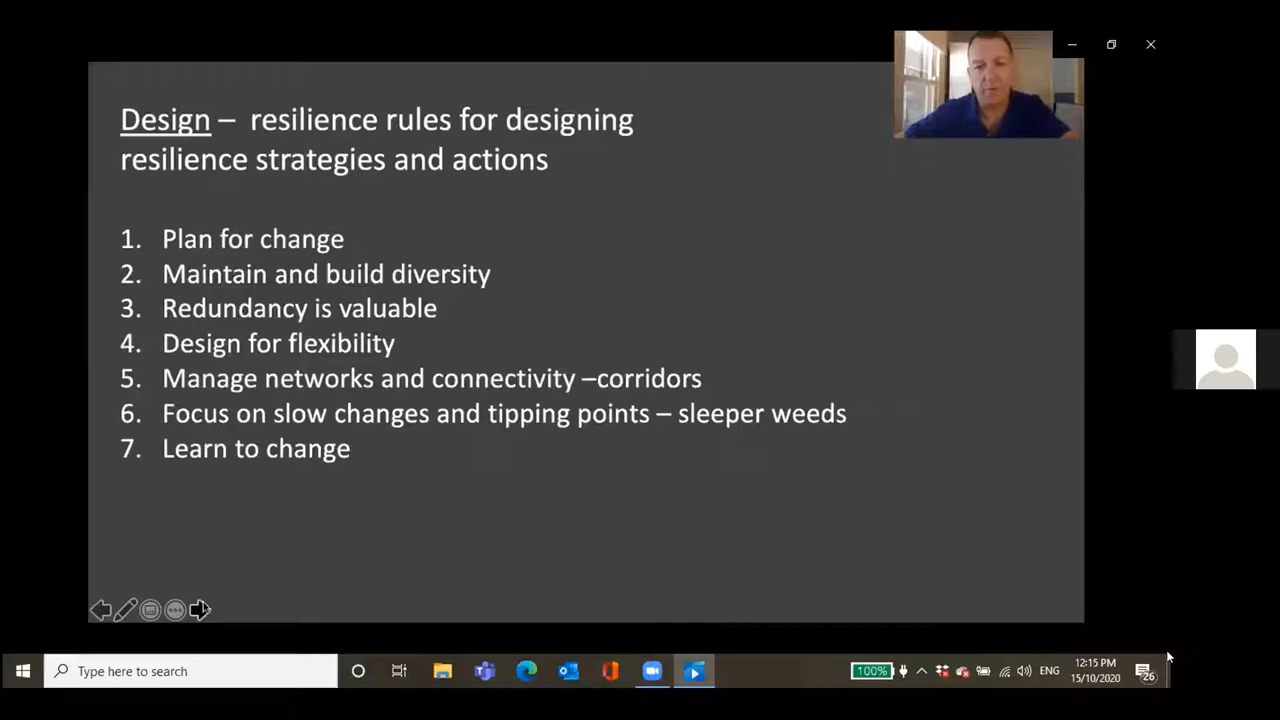 Design – resilience rules for designing
resilience strategies and actions
1. Plan for change
2. Maintain and build diversity
3. Redundancy is valuable
4. Design for flexibility
5. Manage networks and connectivity –corridors
6. Focus on slow changes and tipping points – sleeper weeds
7. Learn to change
Type here to search
100%
ENG
12:15 PM
15/10/2020
26